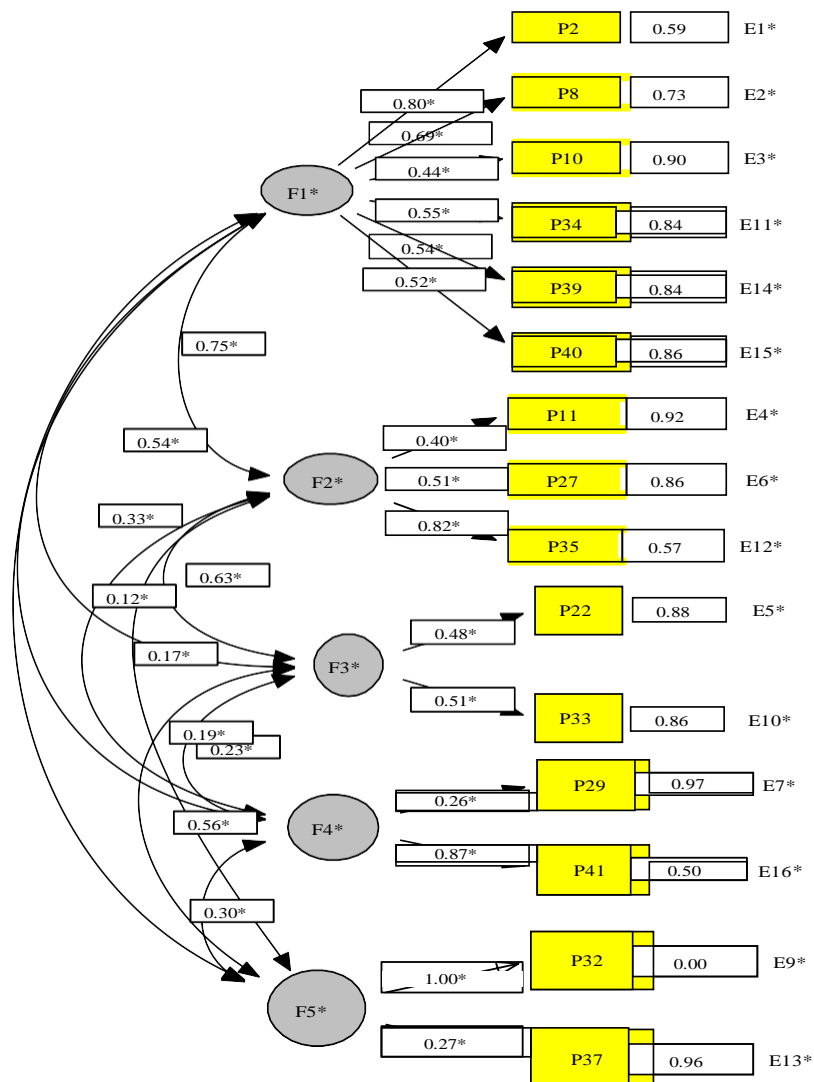 P2 0.59 E1*
P8 0.73 E2*
0.80*
0.69*
P10 0.90 E3*
0.44*
F1*
0.55*
P34 0.84 E11*
0.54*
0.52*
P39 0.84 E14*
0.75*
P40 0.86 E15*
P11 0.92 E4*
0.54*
0.40*
F2*
0.51*
P27 0.86 E6*
0.33*
0.82*
P35 0.57 E12*
0.63*
0.12*
P22 0.88 E5*
0.48*
0.17*
F3*
0.51*
P33 0.86 E10*
0.19*
0.23*
P29 0.97 E7*
0.26*
0.56*
F4*
0.87*
P41 0.50 E16*
0.30*
P32 0.00 E9*
1.00*
F5*
0.27*
P37 0.96 E13*